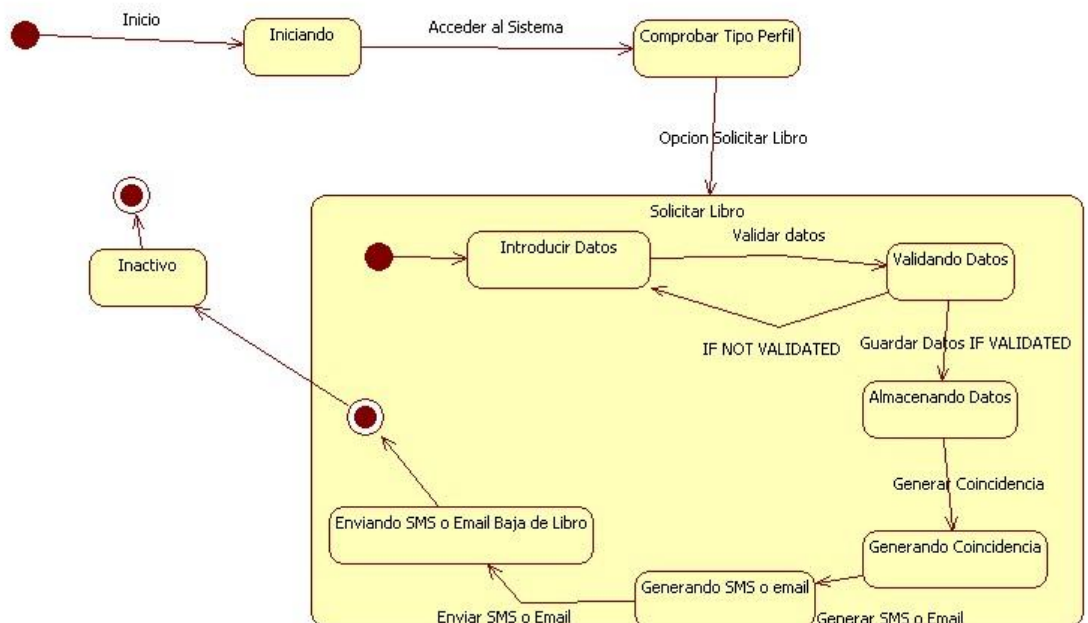 Inicio
Iniciando
Acceder al Sistema
Comprobar Tipo Perfil
Opcion Solicitar Libro
Solicitar Libro
Introducir Datos
Validar datos
Validando Datos
IF NOT VALIDATED
Guardar Datos IF VALIDATED
Almacenando Datos
Generar Coincidencia
Generando Coincidencia
Generar SMS o Email
Generando SMS o email
Enviar SMS o Email
Enviando SMS o Email Baja de Libro
Inactivo